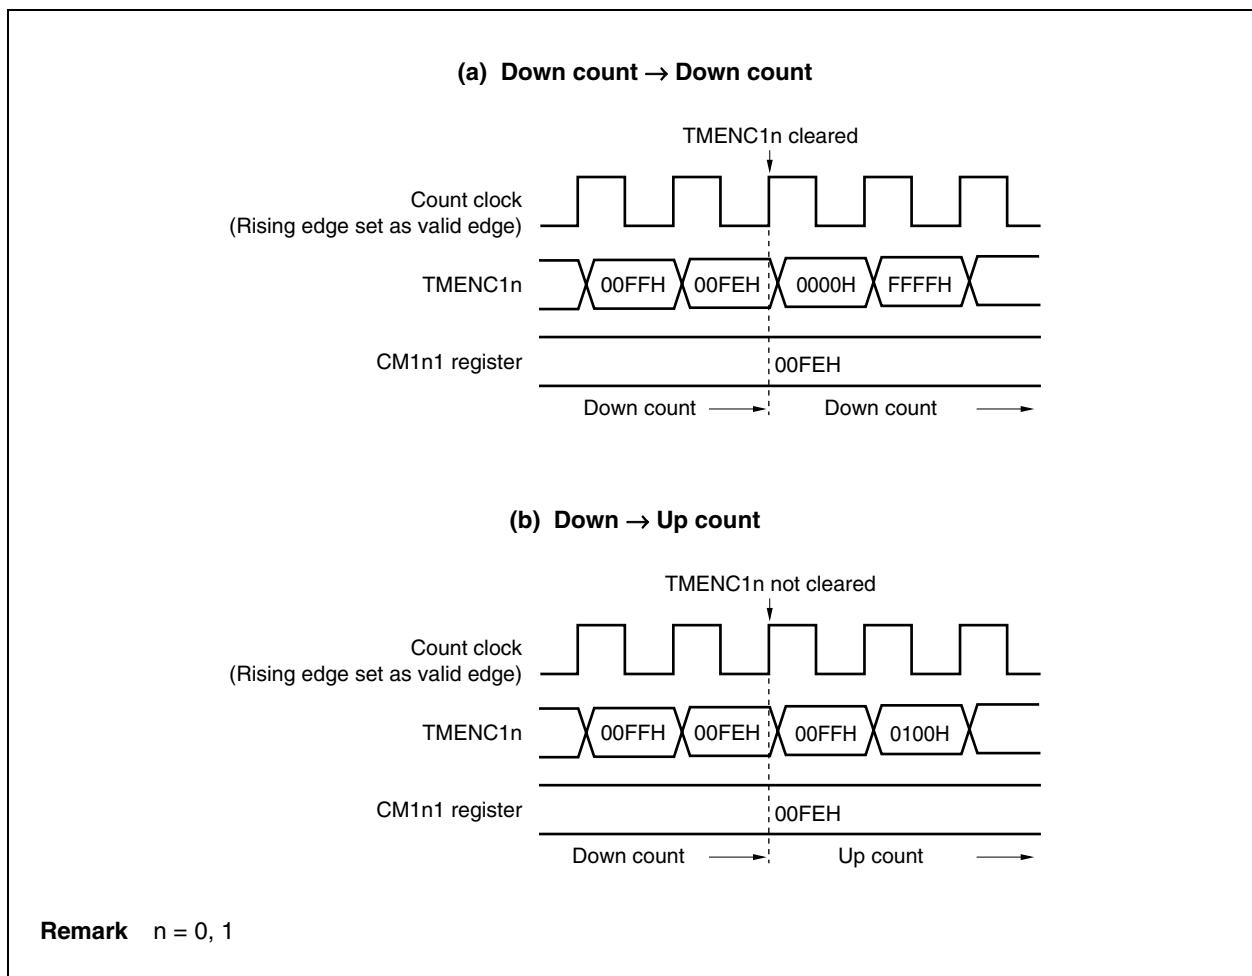 (a) Down count → Down count
TMENC1n cleared
Count clock
(Rising edge set as valid edge)
TMENC1n
00FFH 00FEH 0000H FFFFH
CM1n1 register
00FEH
Down count Down count
(b) Down → Up count
TMENC1n not cleared
Count clock
(Rising edge set as valid edge)
TMENC1n
00FFH 00FEH 00FFH 0100H
CM1n1 register
00FEH
Down count Up count
Remark n = 0, 1